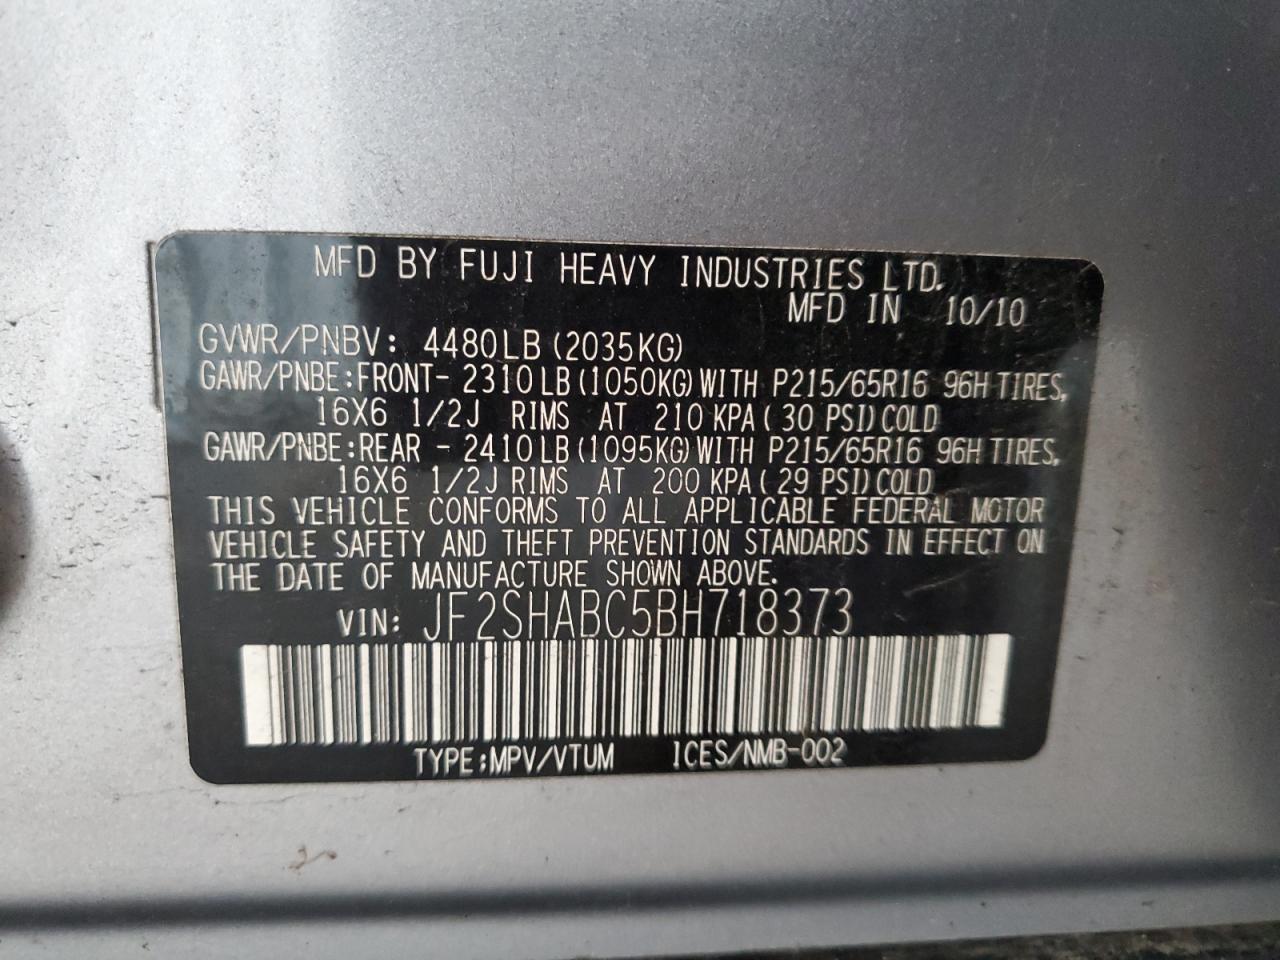 MFD BY FUJI HEAVY INDUSTRIES LTD.
MFD IN 10/10
GVWR/PNBV: 4480LB(2035KG)
GAWR/PNBE:FRONT- 2310LB(1050KG)WITH P215/65R16 96H TIRES,
16X6 1/2J RIMS AT 210 KPA(30 PSI)COLD
GAWR/PNBE:REAR - 2410LB(1095KG)WITH P215/65R16 96H TIRES,
16X6 1/2J RIMS AT 200 KPA(29 PSI)COLD
THIS VEHICLE CONFORMS TO ALL APPLICABLE FEDERAL MOTOR
VEHICLE SAFETY AND THEFT PREVENTION STANDARDS IN EFFECT ON
THE DATE OF MANUFACTURE SHOWN ABOVE.
VIN: JF2SHABC5BH718373
TYPE:MPV/VTUM ICES/NMB-002